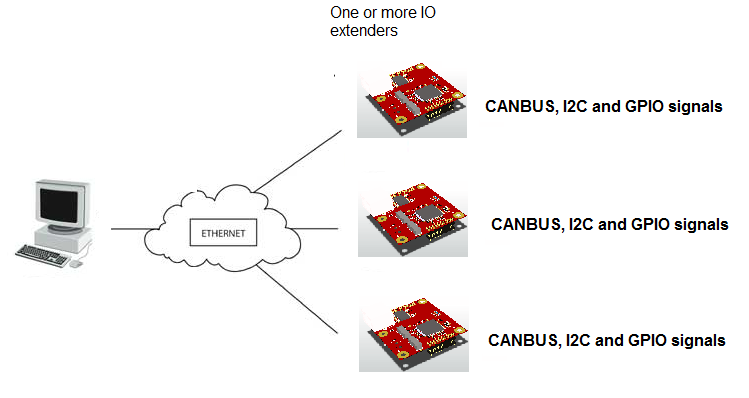 One or more IO
extenders
CANBUS, I2C and GPIO signals
ETHERNET
CANBUS, I2C and GPIO signals
CANBUS, I2C and GPIO signals